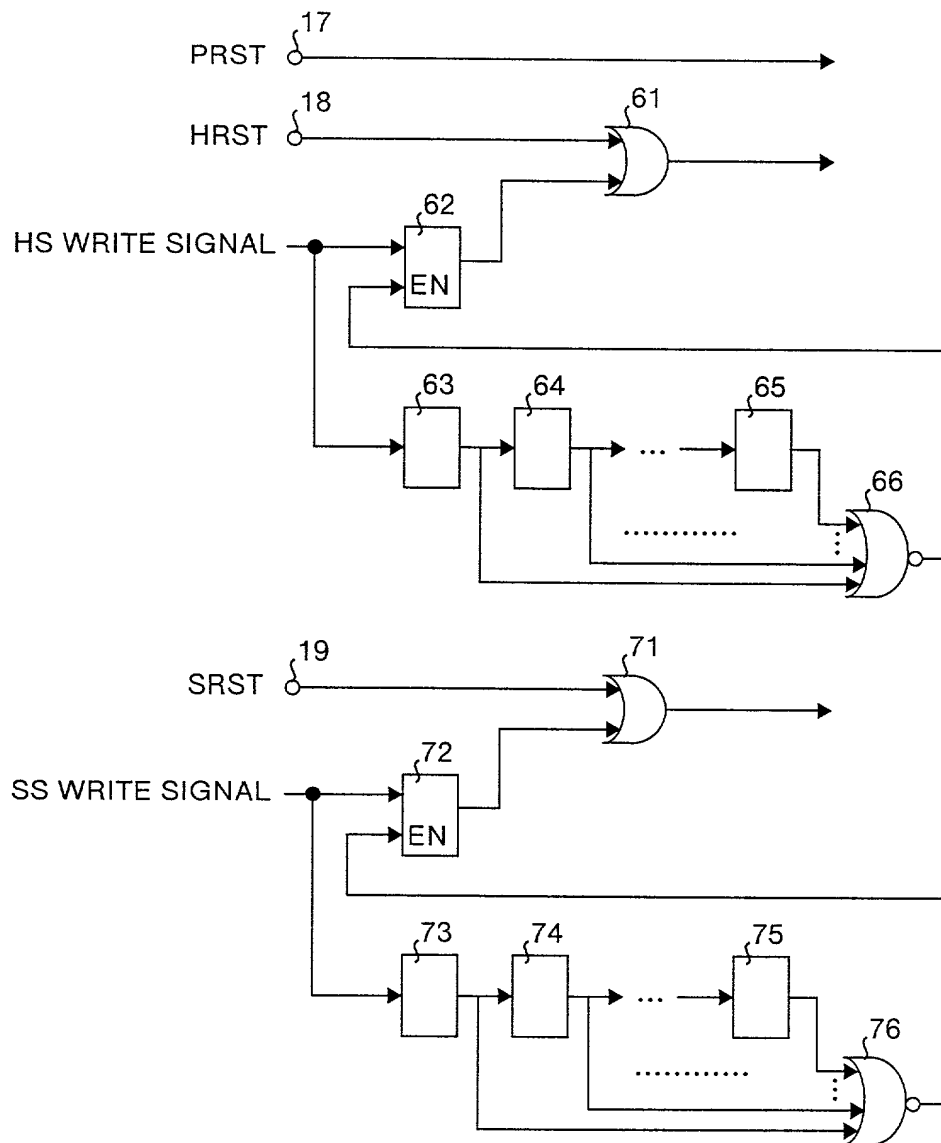 17
PRST
18
HRST
61
62
HS WRITE SIGNAL
EN
63
64
65
...
66
19
SRST
71
72
SS WRITE SIGNAL
EN
73
74
75
...
76